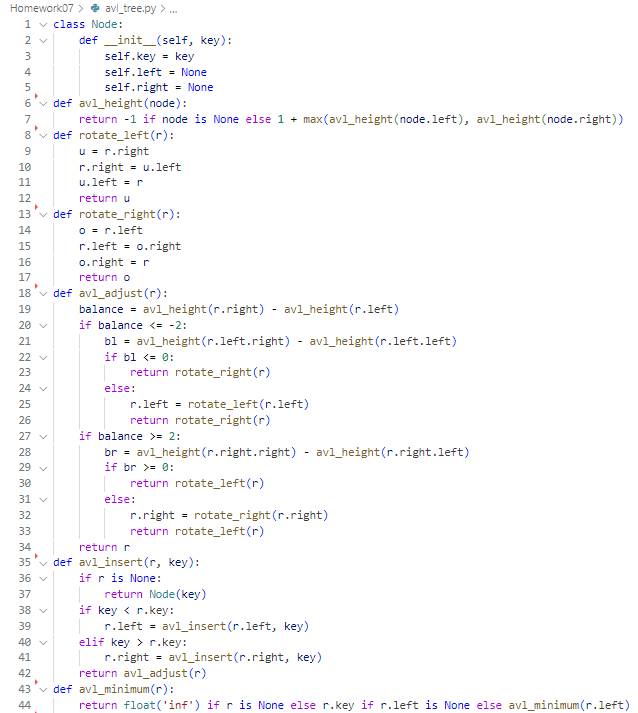 Homework07 > avl_tree.py > ...
1 class Node:
2     def __init__(self, key):
3         self.key = key
4         self.left = None
5         self.right = None
6 def avl_height(node):
7     return -1 if node is None else 1 + max(avl_height(node.left), avl_height(node.right))
8 def rotate_left(r):
9     u = r.right
10     r.right = u.left
11     u.left = r
12     return u
13 def rotate_right(r):
14     o = r.left
15     r.left = o.right
16     o.right = r
17     return o
18 def avl_adjust(r):
19     balance = avl_height(r.right) - avl_height(r.left)
20     if balance <= -2:
21         bl = avl_height(r.left.right) - avl_height(r.left.left)
22         if bl <= 0:
23             return rotate_right(r)
24         else:
25             r.left = rotate_left(r.left)
26             return rotate_right(r)
27     if balance >= 2:
28         br = avl_height(r.right.right) - avl_height(r.right.left)
29         if br >= 0:
30             return rotate_left(r)
31         else:
32             r.right = rotate_right(r.right)
33             return rotate_left(r)
34     return r
35 def avl_insert(r, key):
36     if r is None:
37         return Node(key)
38     if key < r.key:
39         r.left = avl_insert(r.left, key)
40     elif key > r.key:
41         r.right = avl_insert(r.right, key)
42     return avl_adjust(r)
43 def avl_minimum(r):
44     return float('inf') if r is None else r.key if r.left is None else avl_minimum(r.left)